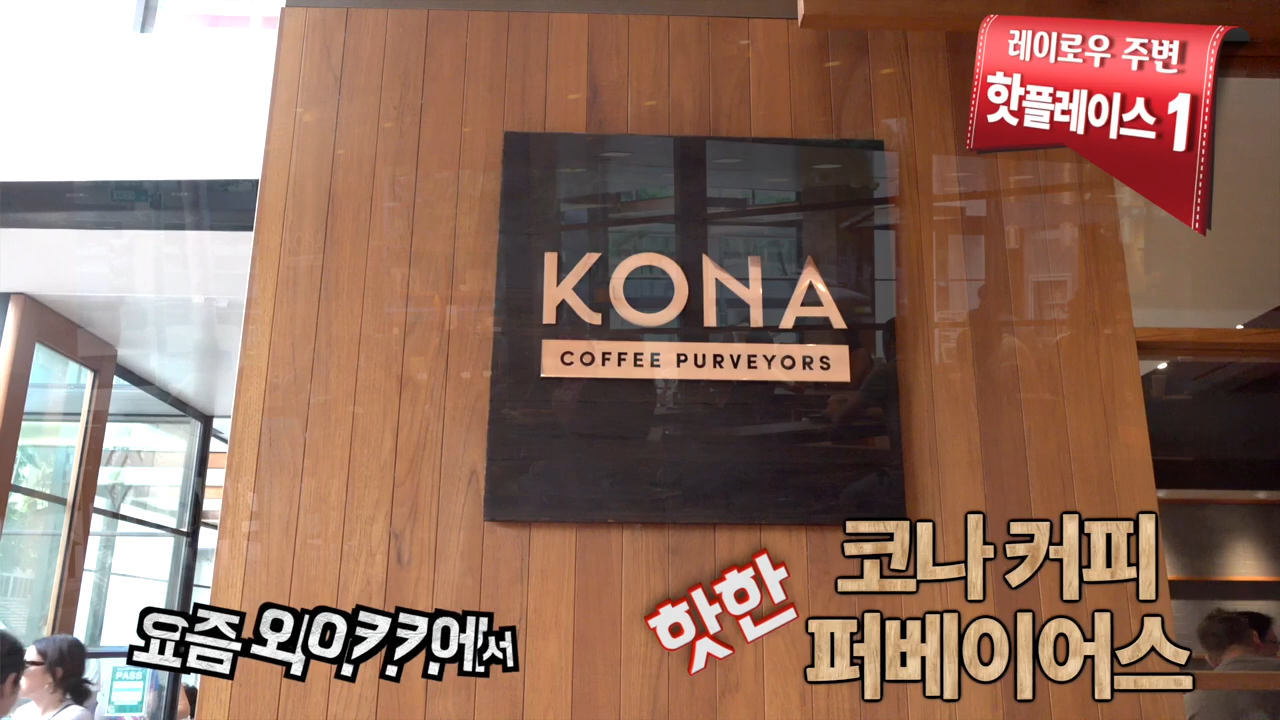 레이로우 주변
핫플레이스 1
KONA
COFFEE PURVEYORS
코나 커피
핫한
퍼베이어스
요즘 와이키키에서
PASS